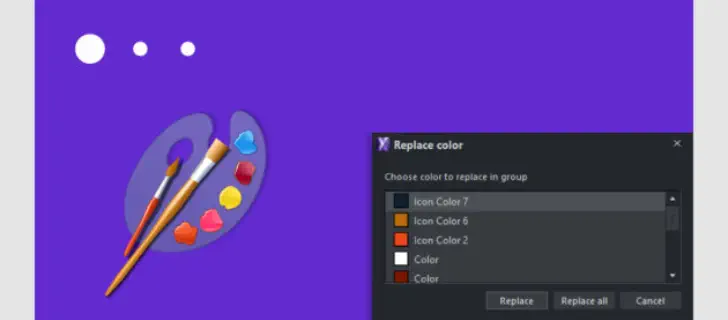 Replace color
Choose color to replace in group
Icon Color 7
Icon Color 6
Icon Color 2
Color
Color
Replace
Replace all
Cancel